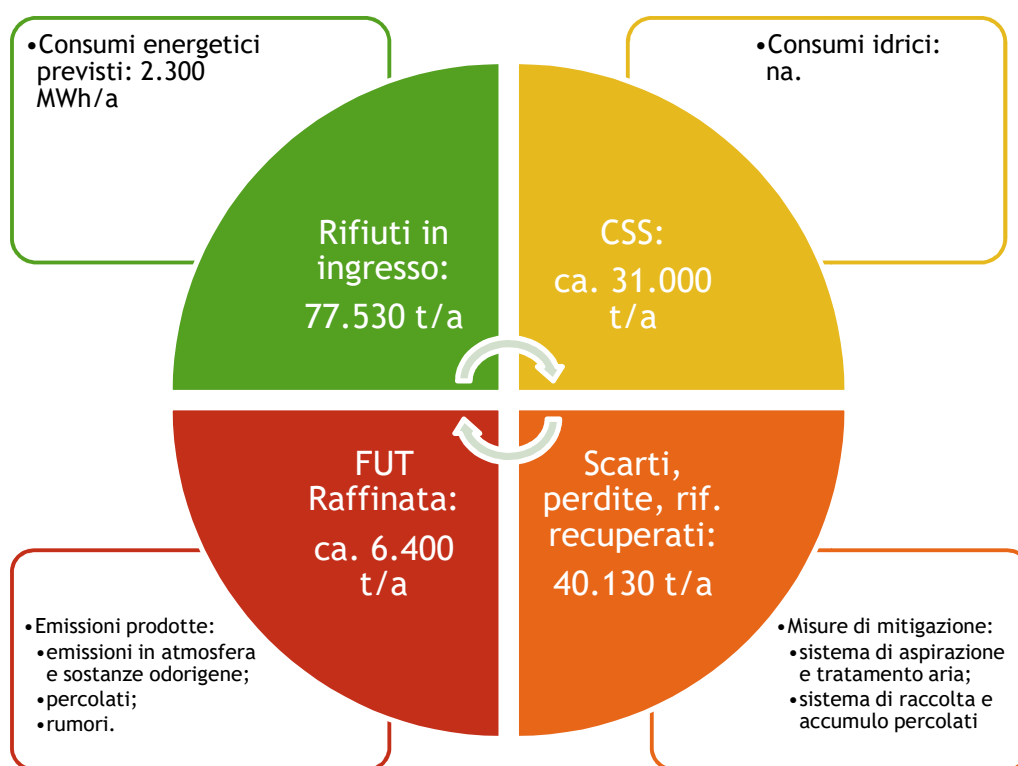 •Consumi energetici
previsti: 2.300
MWh/a
•Consumi idrici:
na.
Rifiuti in
ingresso:
77.530 t/a
CSS:
ca. 31.000
t/a
FUT
Raffinata:
ca. 6.400
t/a
Scarti,
perdite, rif.
recuperati:
40.130 t/a
•Emissioni prodotte:
•emissioni in atmosfera
e sostanze odorigene;
•percolati;
•rumori.
•Misure di mitigazione:
•sistema di aspirazione
e trattamento aria;
•sistema di raccolta e
accumulo percolati